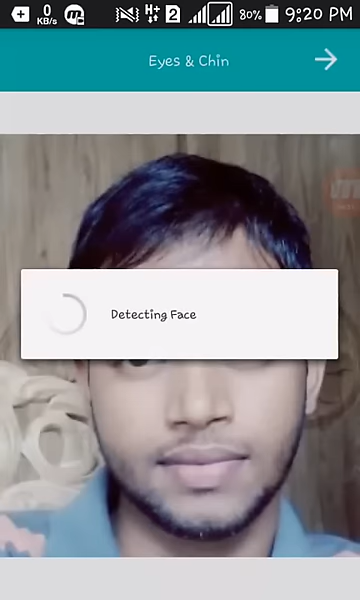 0
KB/s
H+
2
80%
9:20 PM
Eyes & Chin
Detecting Face